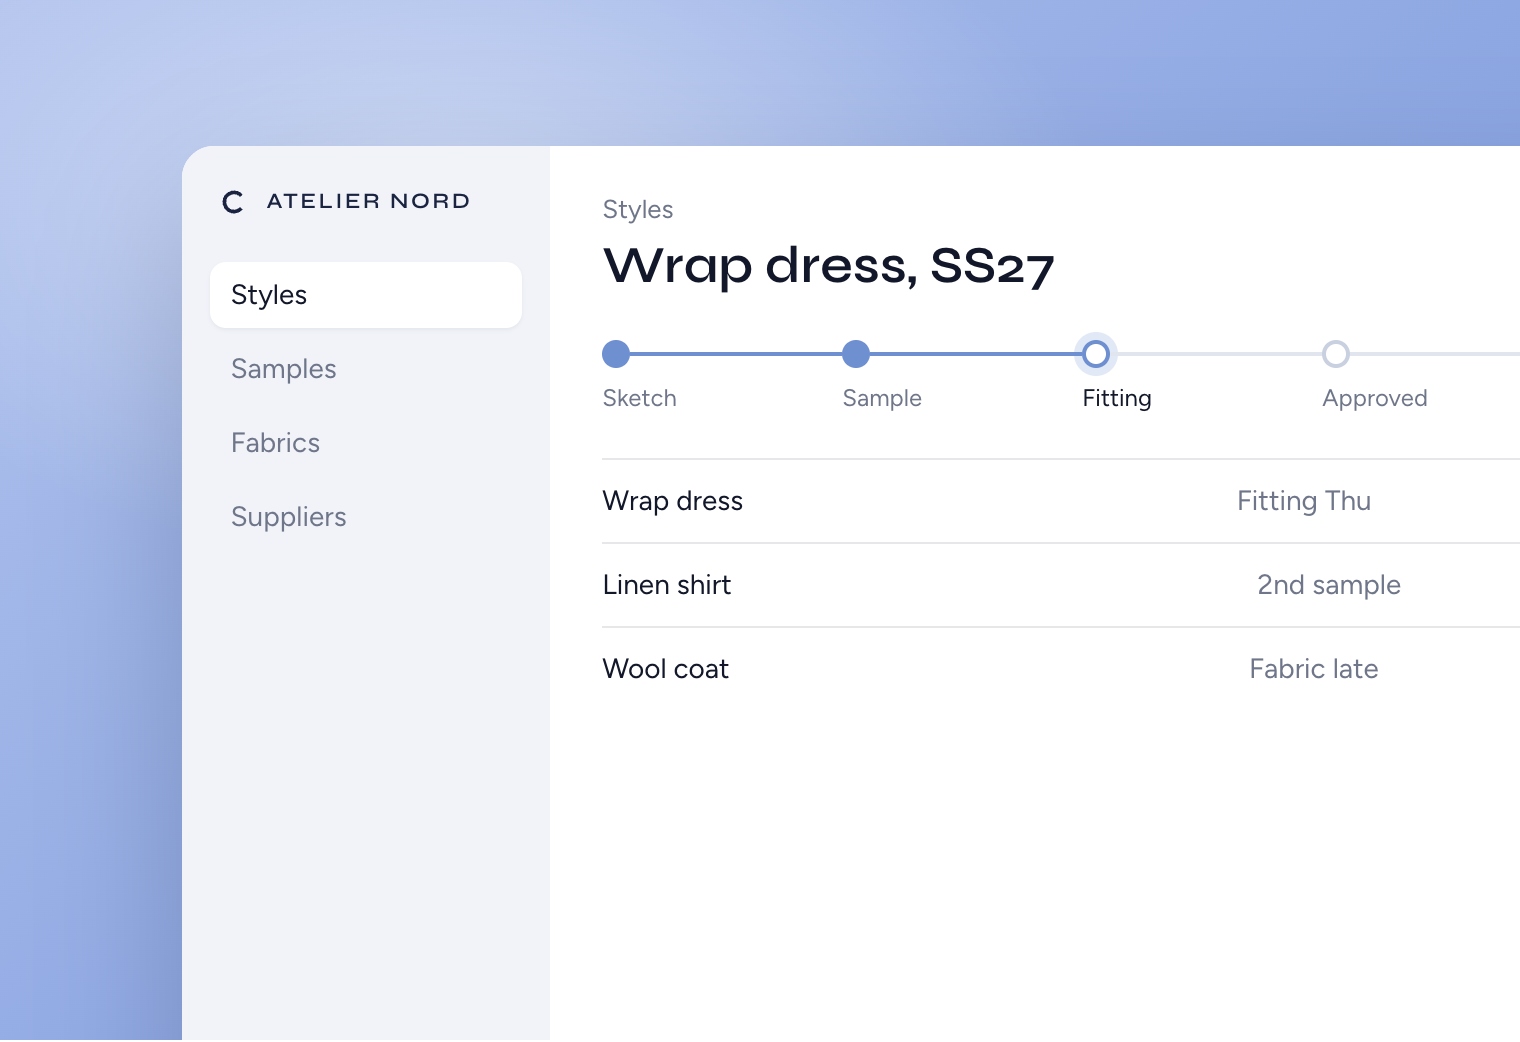 ATELIER NORD
Styles
Samples
Fabrics
Suppliers
Styles
Wrap dress, SS27
Sketch Sample Fitting Approved
Wrap dress Fitting Thu
Linen shirt 2nd sample
Wool coat Fabric late